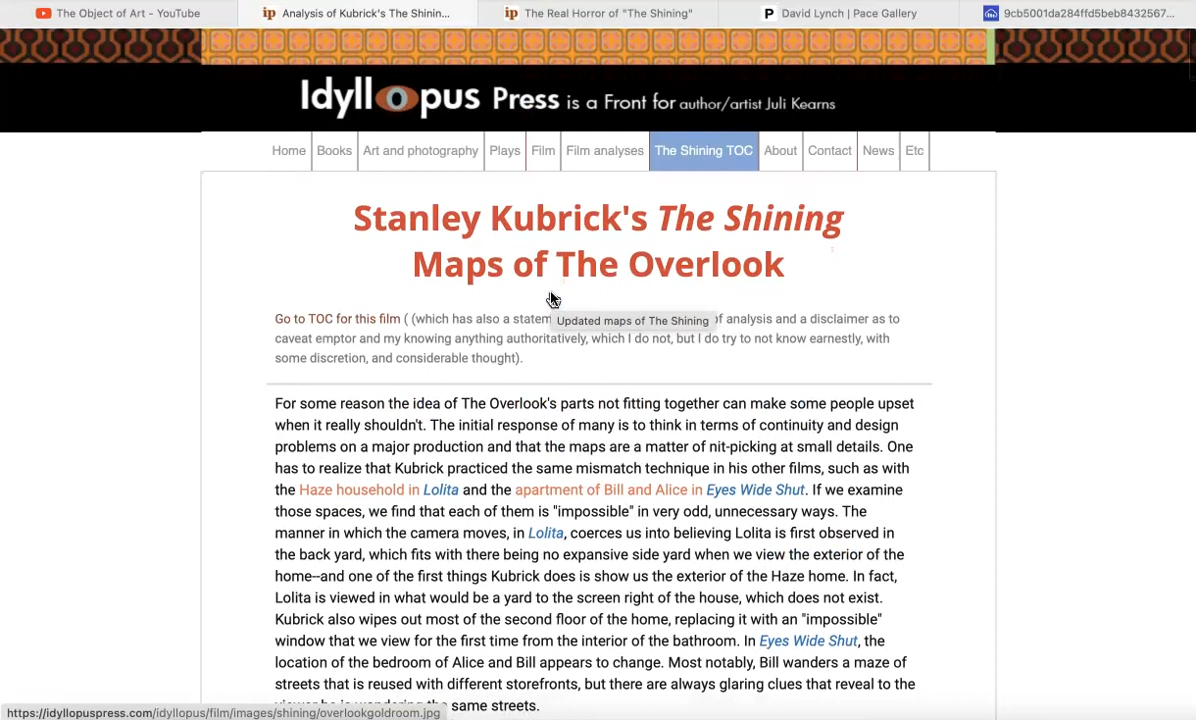 The Object of Art - YouTube
ip Analysis of Kubrick's The Shinin...
ip The Real Horror of "The Shining"
P David Lynch | Pace Gallery
9cb5001da284ffd5beb8432567...
Idyllopus Press is a Front for author/artist Juli Kearns
Home Books Art and photography Plays Film Film analyses The Shining TOC About Contact News Etc
Stanley Kubrick's The Shining
Maps of The Overlook
Go to TOC for this film ( (which has also a statem
Updated maps of The Shining
of analysis and a disclaimer as to
caveat emptor and my knowing anything authoritatively, which I do not, but I do try to not know earnestly, with
some discretion, and considerable thought).
For some reason the idea of The Overlook's parts not fitting together can make some people upset
when it really shouldn't. The initial response of many is to think in terms of continuity and design
problems on a major production and that the maps are a matter of nit-picking at small details. One
has to realize that Kubrick practiced the same mismatch technique in his other films, such as with
the Haze household in Lolita and the apartment of Bill and Alice in Eyes Wide Shut. If we examine
those spaces, we find that each of them is "impossible" in very odd, unnecessary ways. The
manner in which the camera moves, in Lolita, coerces us into believing Lolita is first observed in
the back yard, which fits with there being no expansive side yard when we view the exterior of the
home--and one of the first things Kubrick does is show us the exterior of the Haze home. In fact,
Lolita is viewed in what would be a yard to the screen right of the house, which does not exist.
Kubrick also wipes out most of the second floor of the home, replacing it with an "impossible"
window that we view for the first time from the interior of the bathroom. In Eyes Wide Shut, the
location of the bedroom of Alice and Bill appears to change. Most notably, Bill wanders a maze of
streets that is reused with different storefronts, but there are always glaring clues that reveal to the
same streets.
https://idyllopuspress.com/idyllopus/film/images/shining/overlookgoldroom.jpg